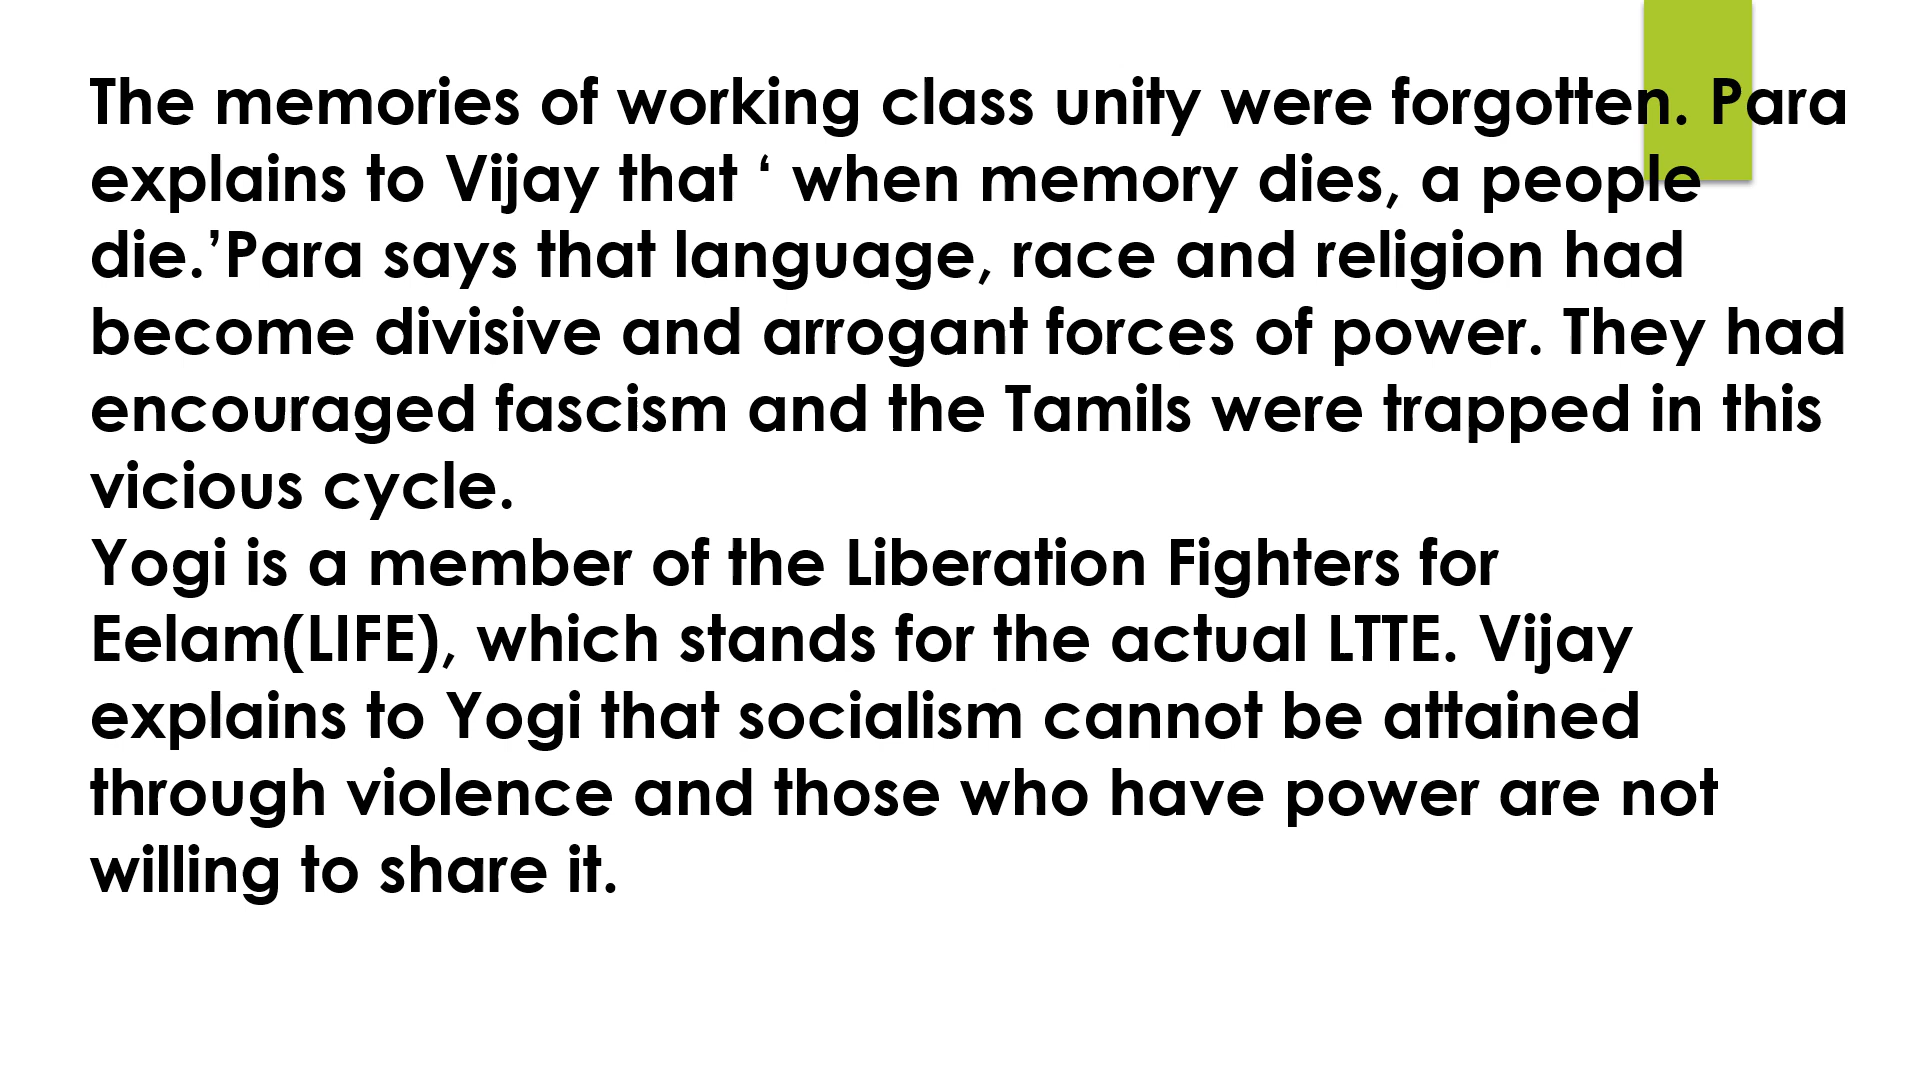 The memories of working class unity were forgotten. Para
explains to Vijay that ‘ when memory dies, a people
die.’Para says that language, race and religion had
become divisive and arrogant forces of power. They had
encouraged fascism and the Tamils were trapped in this
vicious cycle.
Yogi is a member of the Liberation Fighters for
Eelam(LIFE), which stands for the actual LTTE. Vijay
explains to Yogi that socialism cannot be attained
through violence and those who have power are not
willing to share it.